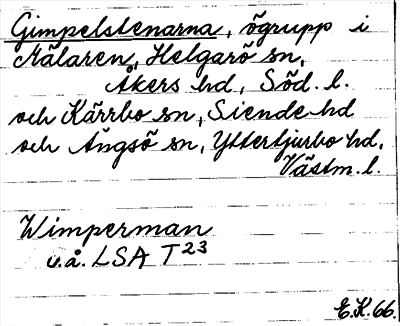 Gimpelstenarna, ögrupp i
Mälaren, Helgarö sn,
Åkers hd, Söd. l.
och Kärrbo sn, Siende hd
och Ängsö sn, Yttertjurbo hd,
Västm. l.
Wimperman
u.å. LSA T23
E.K. 66.